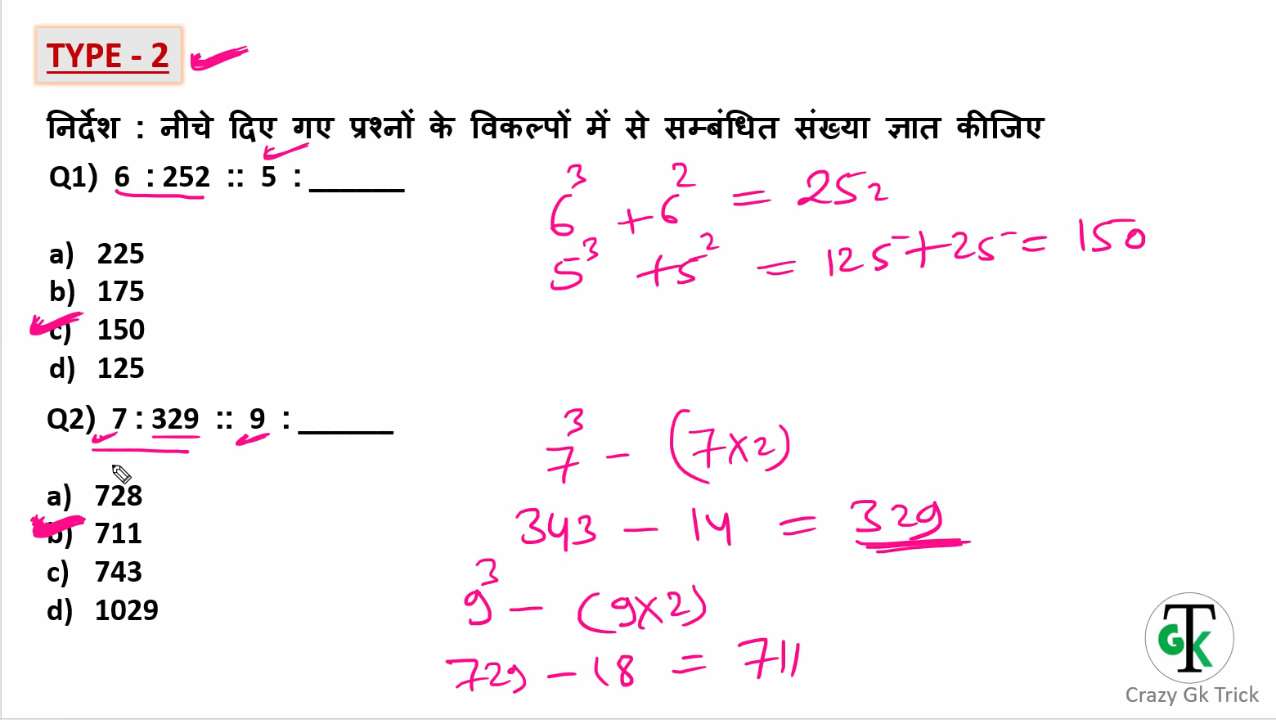 TYPE - 2
निर्देश : नीचे दिए गए प्रश्नों के विकल्पों में से सम्बंधित संख्या ज्ञात कीजिए
Q1) 6 : 252 :: 5 : ______
a) 225
b) 175
c) 150
d) 125
6³ + 6² = 252
5³ + 5² = 125 + 25 = 150
Q2) 7 : 329 :: 9 : ______
a) 728
b) 711
c) 743
d) 1029
7³ - (7×2)
343 - 14 = 329
9³ - (9×2)
729 - 18 = 711
GTK
Crazy Gk Trick